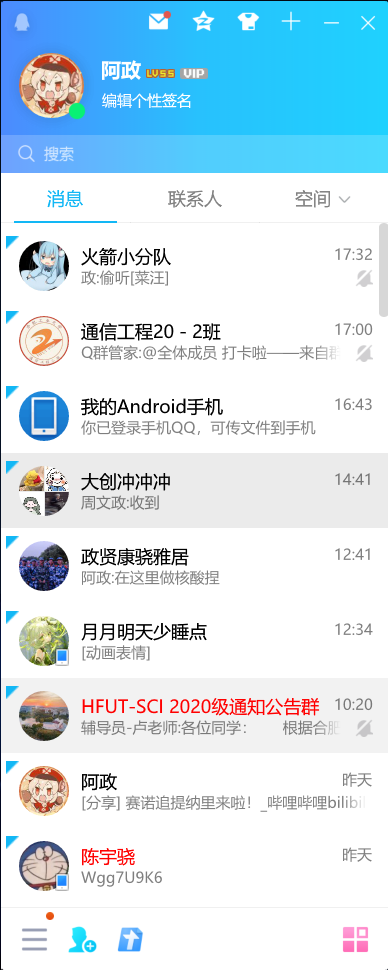 阿政 LV55 VIP
编辑个性签名
搜索
消息 联系人 空间
火箭小分队 17:32
政:偷听[菜汪]
通信工程20 - 2班 17:00
Q群管家:@全体成员 打卡啦——来自群
我的Android手机 16:43
你已登录手机QQ，可传文件到手机
大创冲冲冲 14:41
周文政:收到
政贤康骁雅居 12:41
阿政:在这里做核酸捏
月月明天少睡点 12:34
[动画表情]
HFUT-SCI 2020级通知公告群 10:20
辅导员-卢老师:各位同学： 根据合肥
阿政 昨天
[分享] 赛诺追提纳里来啦！_哔哩哔哩bilibil
陈宇骁 昨天
Wgg7U9K6